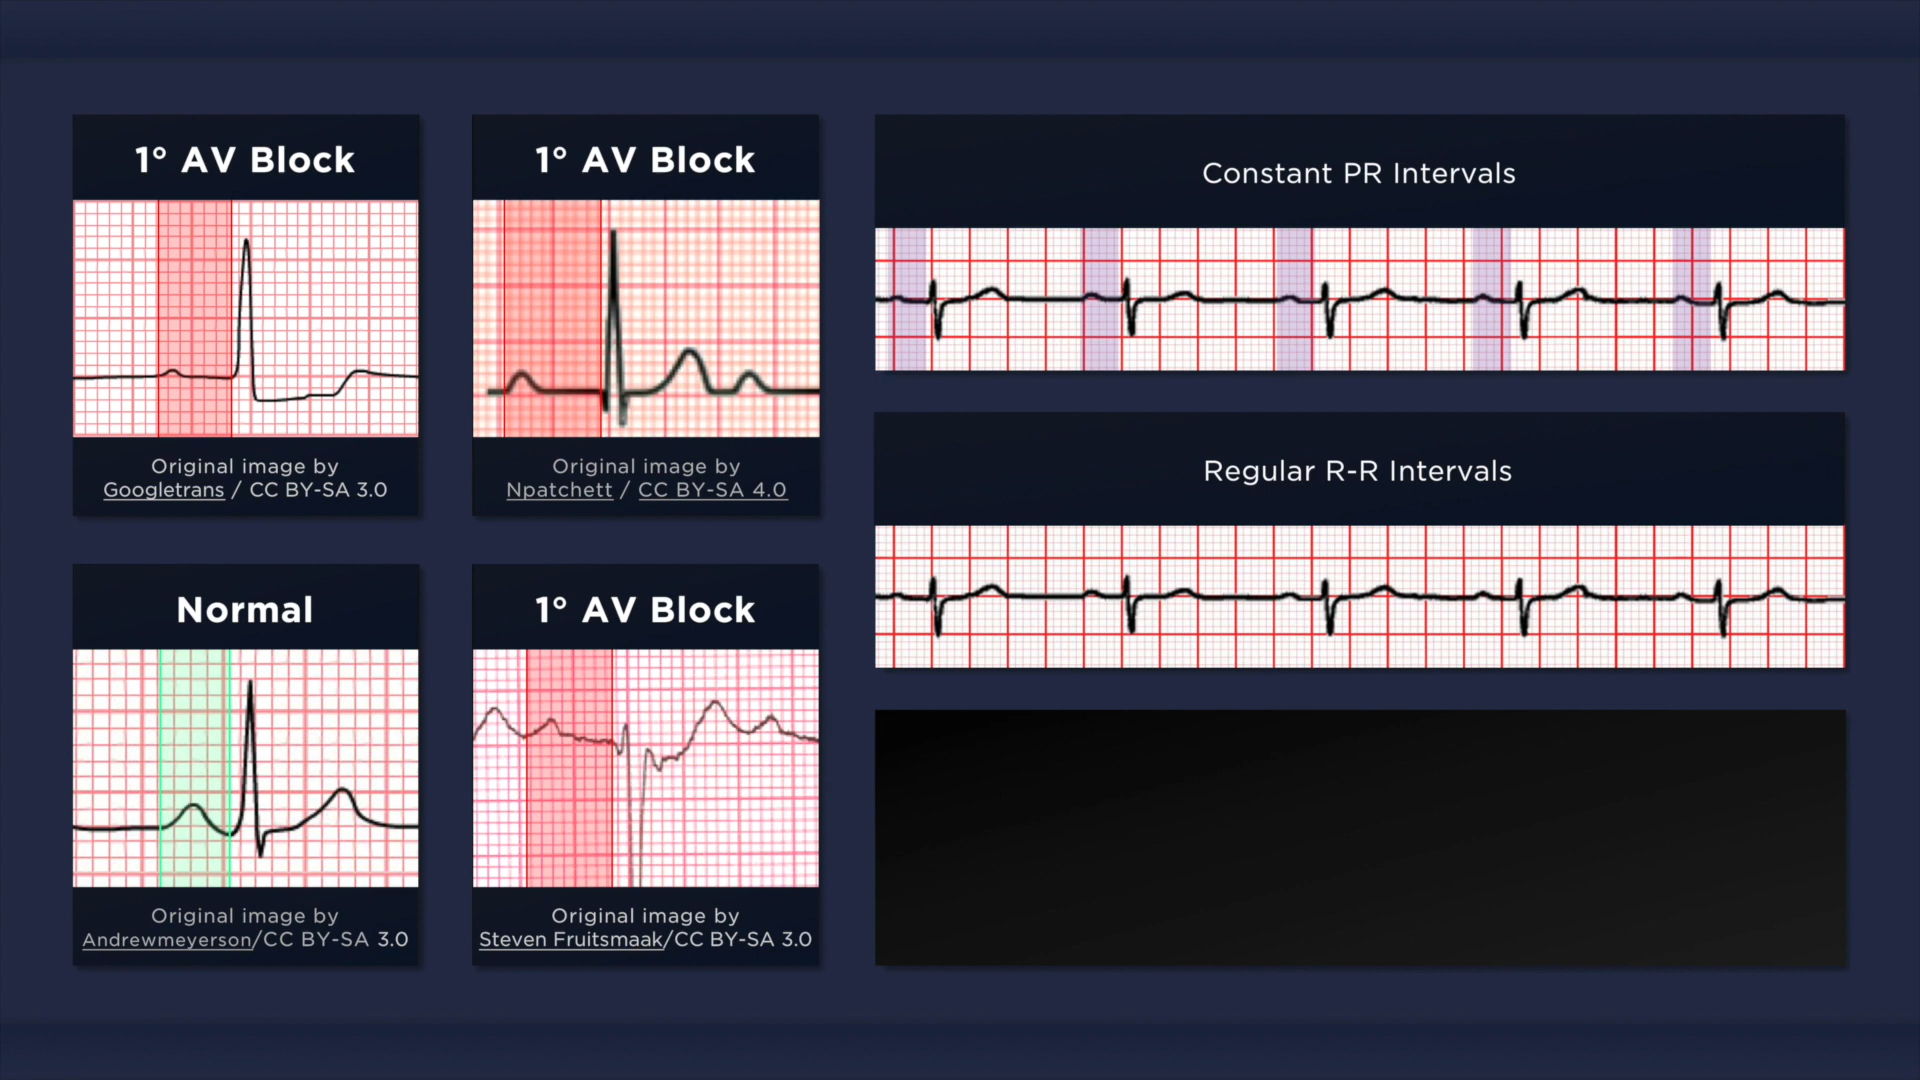 1° AV Block
Original image by
Googletrans / CC BY-SA 3.0
1° AV Block
Original image by
Npatchett / CC BY-SA 4.0
Constant PR Intervals
Regular R-R Intervals
Normal
Original image by
Andrewmeyerson/CC BY-SA 3.0
1° AV Block
Original image by
Steven Fruitsmaak/CC BY-SA 3.0